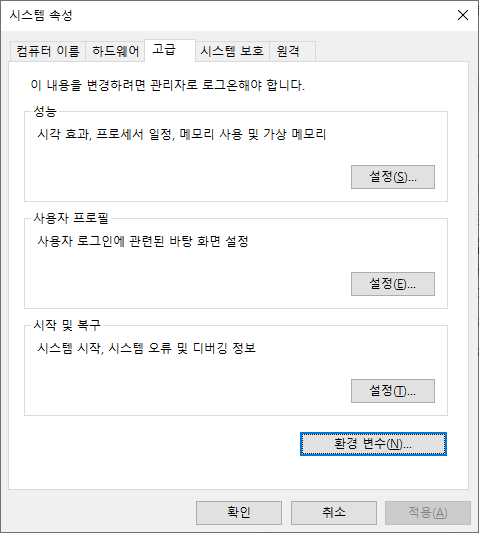 시스템 속성
컴퓨터 이름 하드웨어 고급 시스템 보호 원격
이 내용을 변경하려면 관리자로 로그온해야 합니다.
성능
시각 효과, 프로세서 일정, 메모리 사용 및 가상 메모리
설정(S)...
사용자 프로필
사용자 로그인에 관련된 바탕 화면 설정
설정(E)...
시작 및 복구
시스템 시작, 시스템 오류 및 디버깅 정보
설정(T)...
환경 변수(N)...
확인 취소 적용(A)